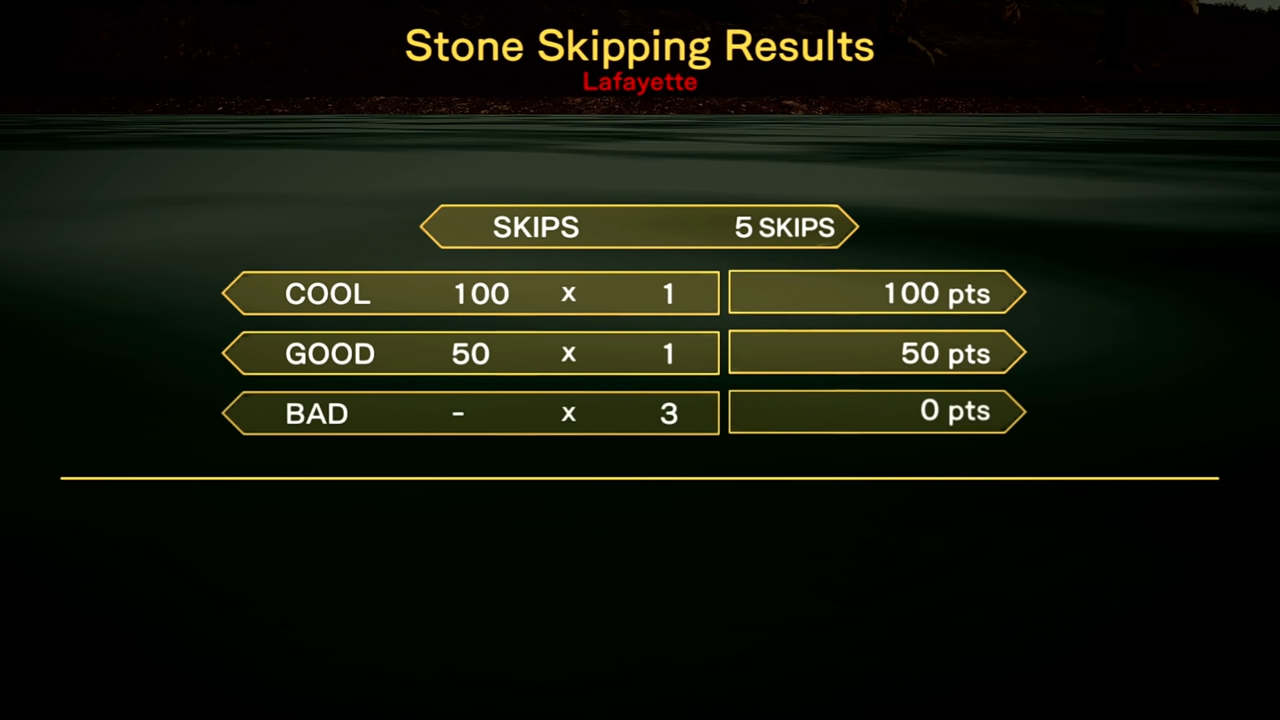 Stone Skipping Results
Lafayette
SKIPS 5 SKIPS
COOL 100 x 1 100 pts
GOOD 50 x 1 50 pts
BAD - x 3 0 pts